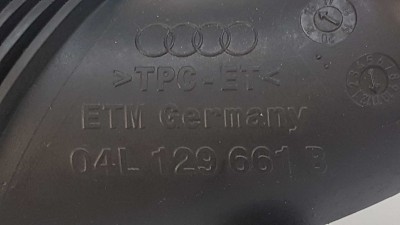 >TPC-ET<
ETM Germany
04L 129 661 B